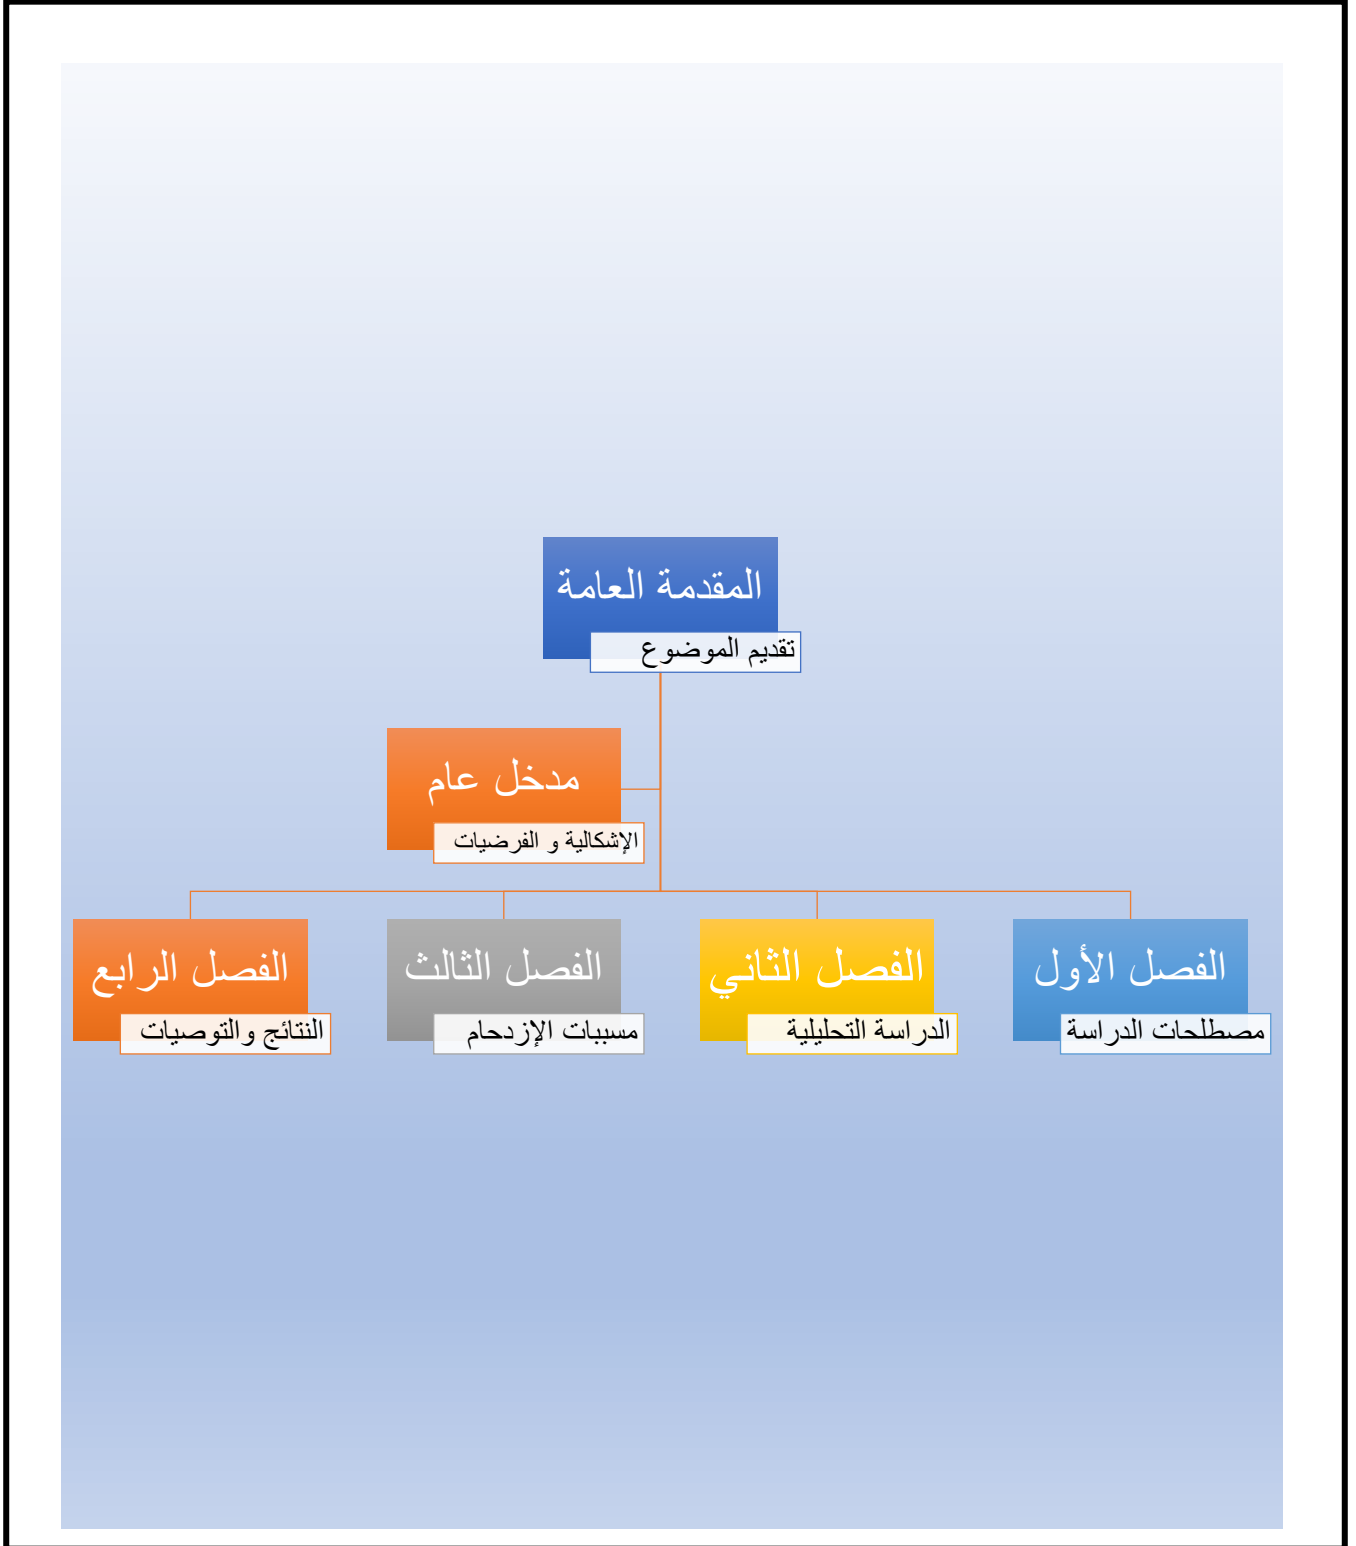 المقدمة العامة
تقديم الموضوع
مدخل عام
الإشكالية و الفرضيات
الفصل الأول
مصطلحات الدراسة
الفصل الثاني
الدراسة التحليلية
الفصل الثالث
مسببات الإزدحام
الفصل الرابع
النتائج والتوصيات